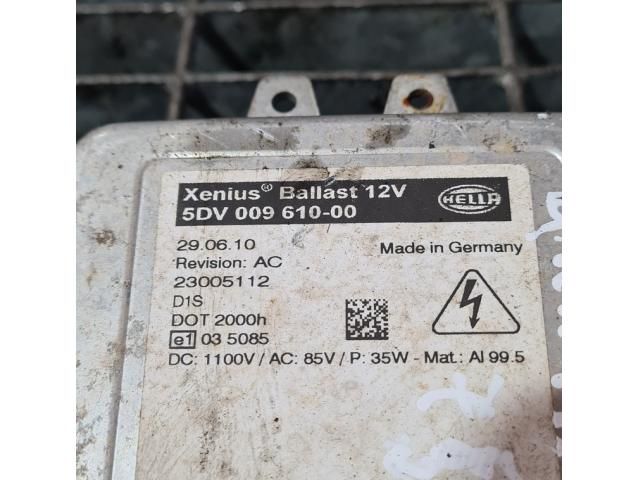 Xenius® Ballast 12V
5DV 009 610-00
HELLA
29.06.10
Made in Germany
Revision: AC
23005112
D1S
DOT 2000h
e1 03 5085
DC: 1100V / AC: 85V / P: 35W - Mat.: Al 99.5